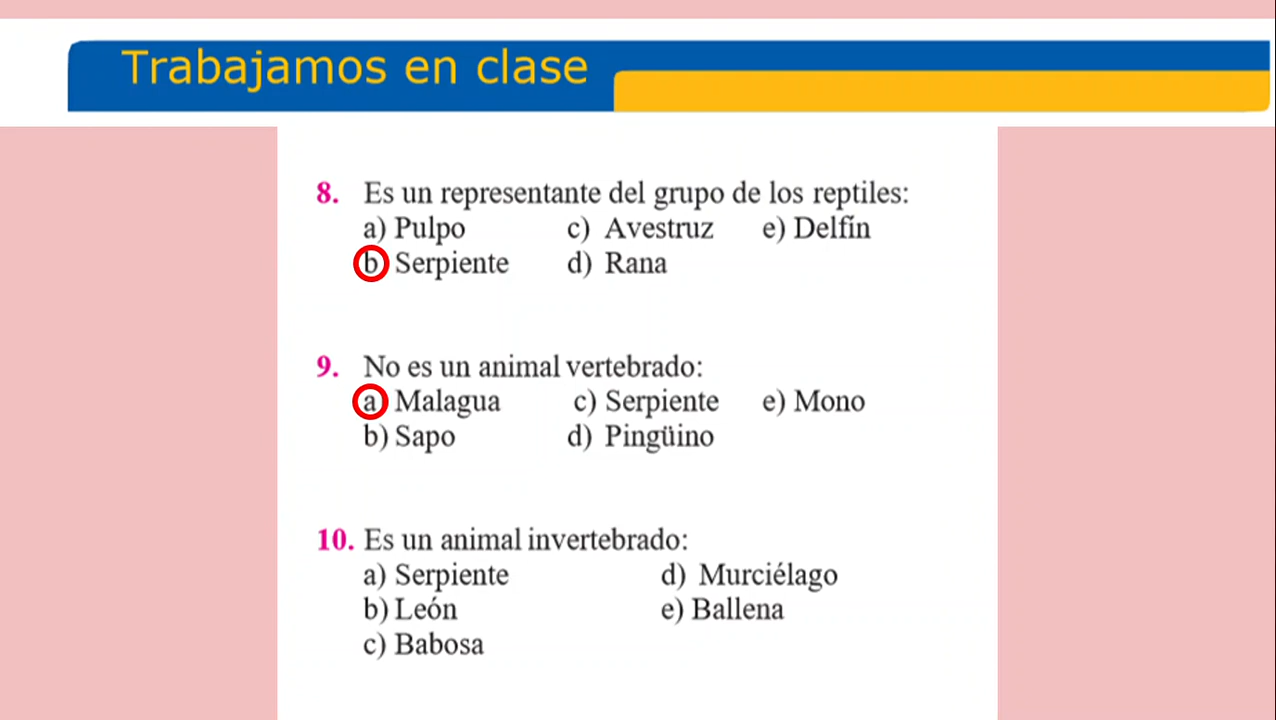 Trabajamos en clase
8. Es un representante del grupo de los reptiles:
a) Pulpo c) Avestruz e) Delfín
b) Serpiente d) Rana
9. No es un animal vertebrado:
a) Malagua c) Serpiente e) Mono
b) Sapo d) Pingüino
10. Es un animal invertebrado:
a) Serpiente d) Murciélago
b) León e) Ballena
c) Babosa